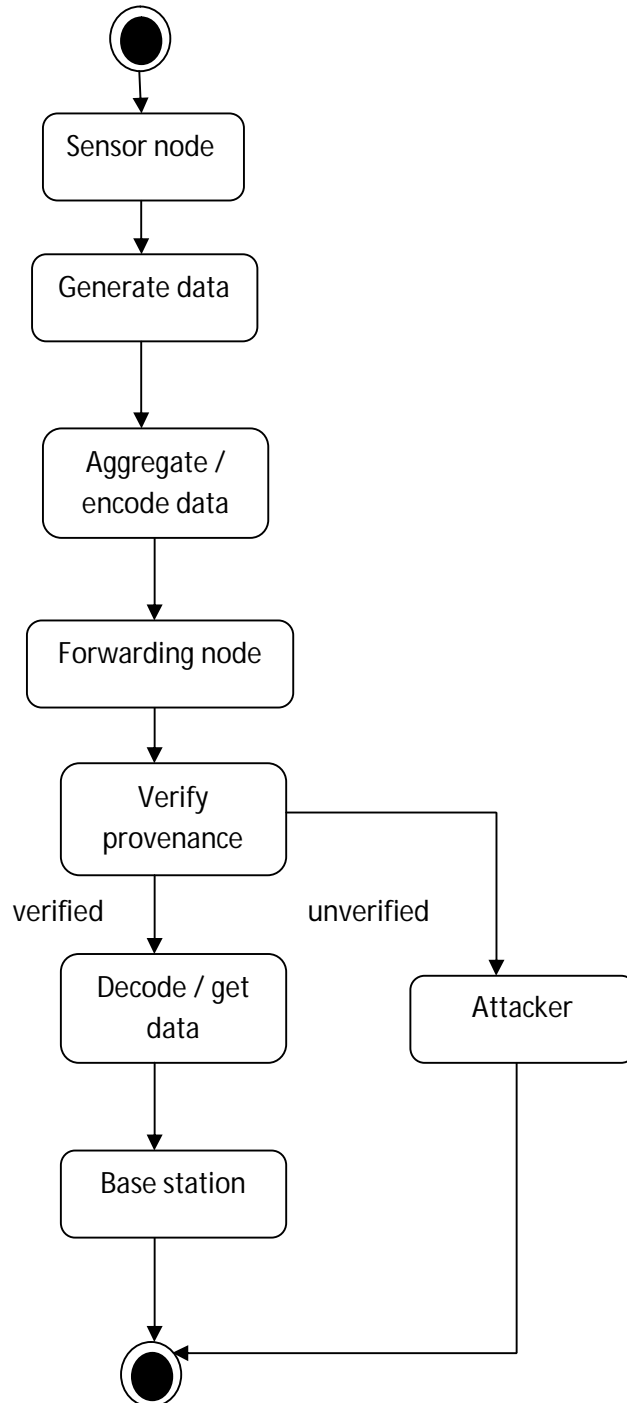 Sensor node
Generate data
Aggregate /
encode data
Forwarding node
Verify
provenance
verified
unverified
Decode / get
data
Attacker
Base station